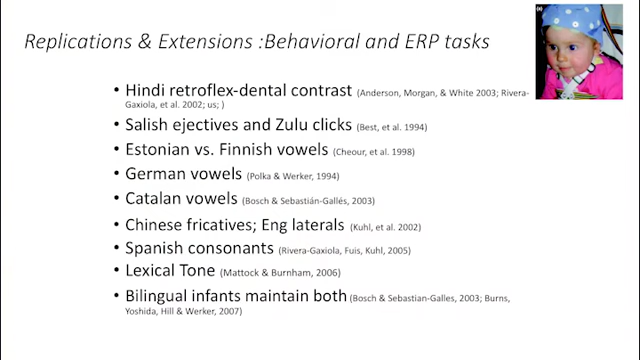 Replications & Extensions :Behavioral and ERP tasks
• Hindi retroflex-dental contrast (Anderson, Morgan, & White 2003; Rivera-
Gaxiola, et al. 2002; us; )
• Salish ejectives and Zulu clicks (Best, et al. 1994)
• Estonian vs. Finnish vowels (Cheour, et al. 1998)
• German vowels (Polka & Werker, 1994)
• Catalan vowels (Bosch & Sebastián-Gallés, 2003)
• Chinese fricatives; Eng laterals (Kuhl, et al. 2002)
• Spanish consonants (Rivera-Gaxiola, Fuis, Kuhl, 2005)
• Lexical Tone (Mattock & Burnham, 2006)
• Bilingual infants maintain both (Bosch & Sebastian-Galles, 2003; Burns,
Yoshida, Hill & Werker, 2007)